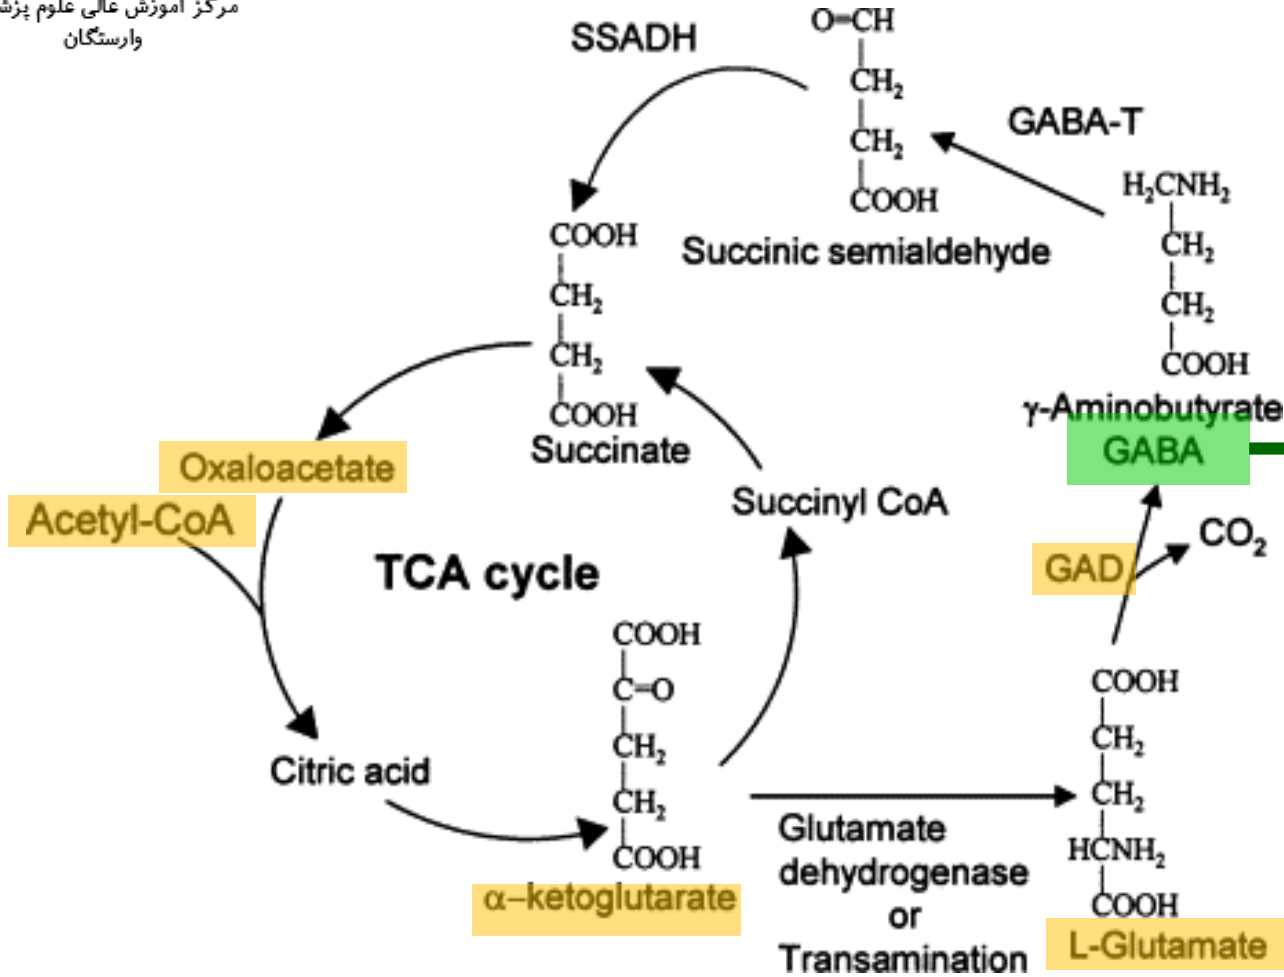 مرکز آموزش عالی علوم
وارستگان
SSADH
O=CH
CH₂
CH₂
COOH
Succinic semialdehyde
GABA-T
H₂CNH₂
CH₂
CH₂
COOH
γ-Aminobutyrate
GABA
COOH
CH₂
CH₂
COOH
Succinate
Oxaloacetate
Acetyl-CoA
Succinyl CoA
CO₂
GAD
TCA cycle
COOH
C=O
CH₂
CH₂
COOH
α–ketoglutarate
Citric acid
Glutamate
dehydrogenase
or
Transamination
COOH
CH₂
CH₂
HCNH₂
COOH
L-Glutamate